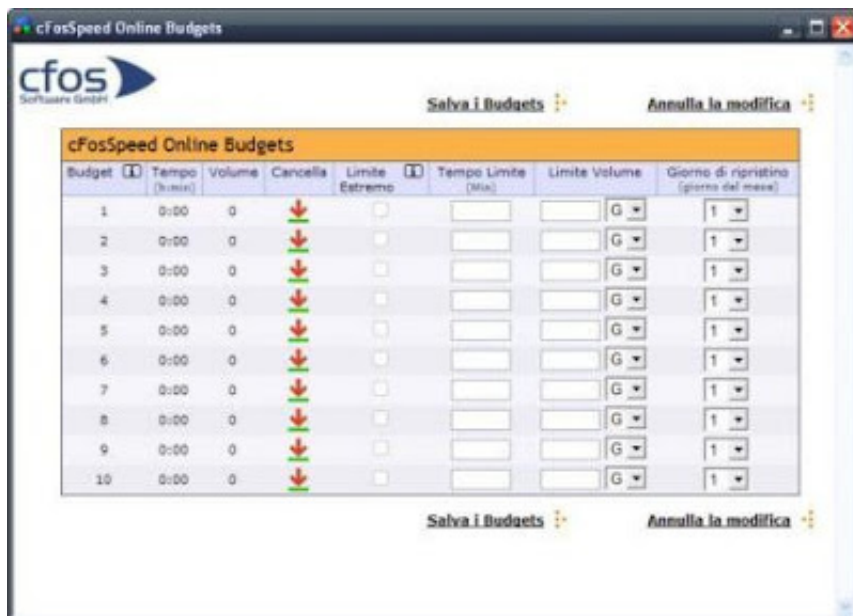 cFosSpeed Online Budgets
cfos
Software GmbH
Salva i Budgets Annulla la modifica
cFosSpeed Online Budgets
Budget Tempo Volume Cancella Limite Tempo Limite Limite Volume Giorno di ripristino
(h:min) Estremo (Min) (giorno del mese)
1 0:00 0 G 1
2 0:00 0 G 1
3 0:00 0 G 1
4 0:00 0 G 1
5 0:00 0 G 1
6 0:00 0 G 1
7 0:00 0 G 1
8 0:00 0 G 1
9 0:00 0 G 1
10 0:00 0 G 1
Salva i Budgets Annulla la modifica